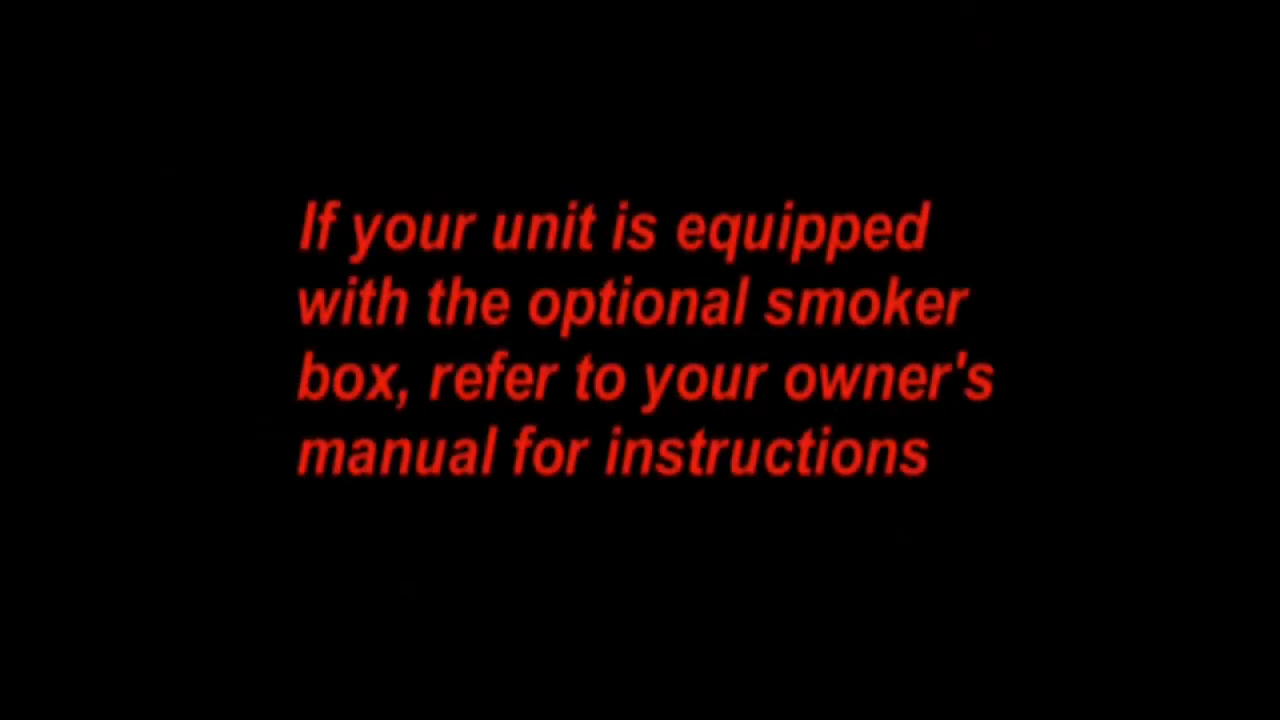 If your unit is equipped
with the optional smoker
box, refer to your owner's
manual for instructions